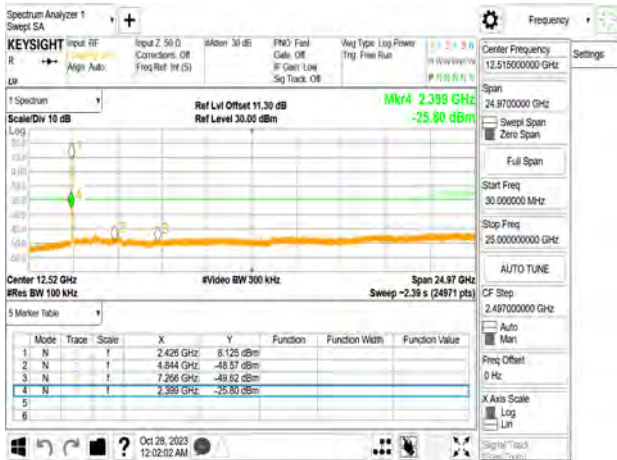 Spectrum Analyzer 1
Swept SA
+
Frequency
KEYSIGHT
Input: RF
Input Z: 50 Ω
#Atten: 30 dB
PNO: Fast
Avg Type: Log Power
R
Align: Auto
Corrections: Off
Gate: Off
Trig: Free Run
Freq Ref: Int (S)
IF Gain: Low
Sig Track: Off
Center Frequency
12.515000000 GHz
Settings
Span
24.9700000 GHz
Swept Span
Zero Span
Full Span
Start Freq
30.000000 MHz
Stop Freq
25.000000000 GHz
AUTO TUNE
CF Step
2.497000000 GHz
Auto
Man
Freq Offset
0 Hz
X Axis Scale
Log
Lin
Signal Track
1 Spectrum
Ref Lvl Offset 11.30 dB
Mkr4 2.399 GHz
Scale/Div 10 dB
Ref Level 30.00 dBm
-25.80 dBm
Log
1
4
Center 12.52 GHz
#Video BW 300 kHz
Span 24.97 GHz
#Res BW 100 kHz
Sweep ~2.39 s (24971 pts)
5 Marker Table
Mode Trace Scale X Y Function Function Width Function Value
1 N f 2.426 GHz 8.125 dBm
2 N f 4.844 GHz -48.57 dBm
3 N f 7.266 GHz -49.62 dBm
4 N f 2.399 GHz -25.80 dBm
5
6
?
Oct 28, 2023
12:02:02 AM